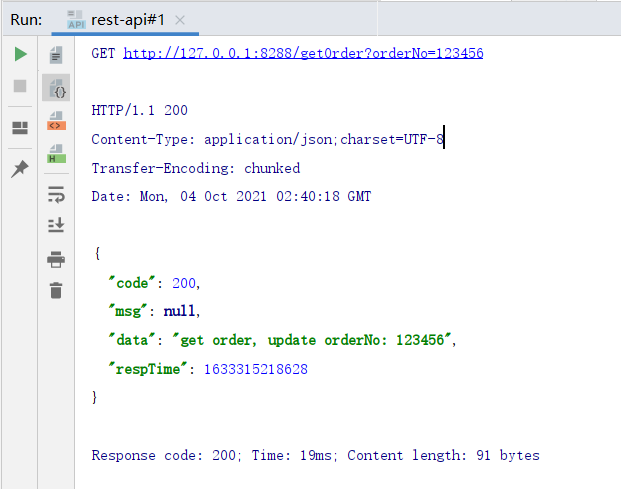 Run: API rest-api#1
GET http://127.0.0.1:8288/getOrder?orderNo=123456
HTTP/1.1 200
Content-Type: application/json;charset=UTF-8
Transfer-Encoding: chunked
Date: Mon, 04 Oct 2021 02:40:18 GMT
{
"code": 200,
"msg": null,
"data": "get order, update orderNo: 123456",
"respTime": 1633315218628
}
Response code: 200; Time: 19ms; Content length: 91 bytes